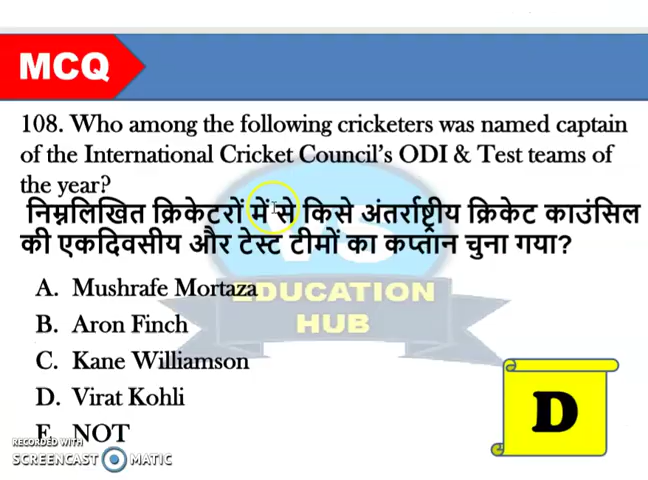 MCQ
108. Who among the following cricketers was named captain
of the International Cricket Council's ODI & Test teams of
the year?
निम्नलिखित क्रिकेटरों में से किसे अंतर्राष्ट्रीय क्रिकेट काउंसिल
की एकदिवसीय और टेस्ट टीमों का कप्तान चुना गया?
A. Mushrafe Mortaza
B. Aron Finch
C. Kane Williamson
D. Virat Kohli
E. NOT
VS
EDUCATION
HUB
D
RECORDED WITH
SCREENCAST MATIC